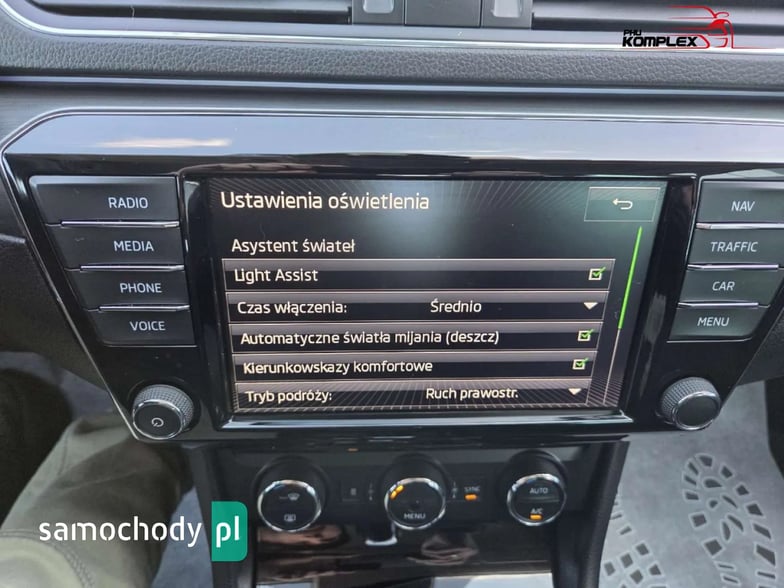 PHU
KOMPLEX
RADIO
MEDIA
PHONE
VOICE
Ustawienia oświetlenia
Asystent świateł
Light Assist
Czas włączenia: Średnio
Automatyczne światła mijania (deszcz)
Kierunkowskazy komfortowe
Tryb podróży: Ruch prawostr.
NAV
TRAFFIC
CAR
MENU
MENU
SYNC
AUTO
A/C
samochody pl